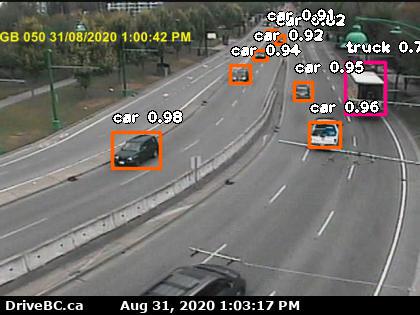 car 0.91
car 0.92
GB 050 31/08/2020 1:00:42 PM
truck 0.7
car 0.94
car 0.95
car 0.96
car 0.98
DriveBC.ca Aug 31, 2020 1:03:17 PM